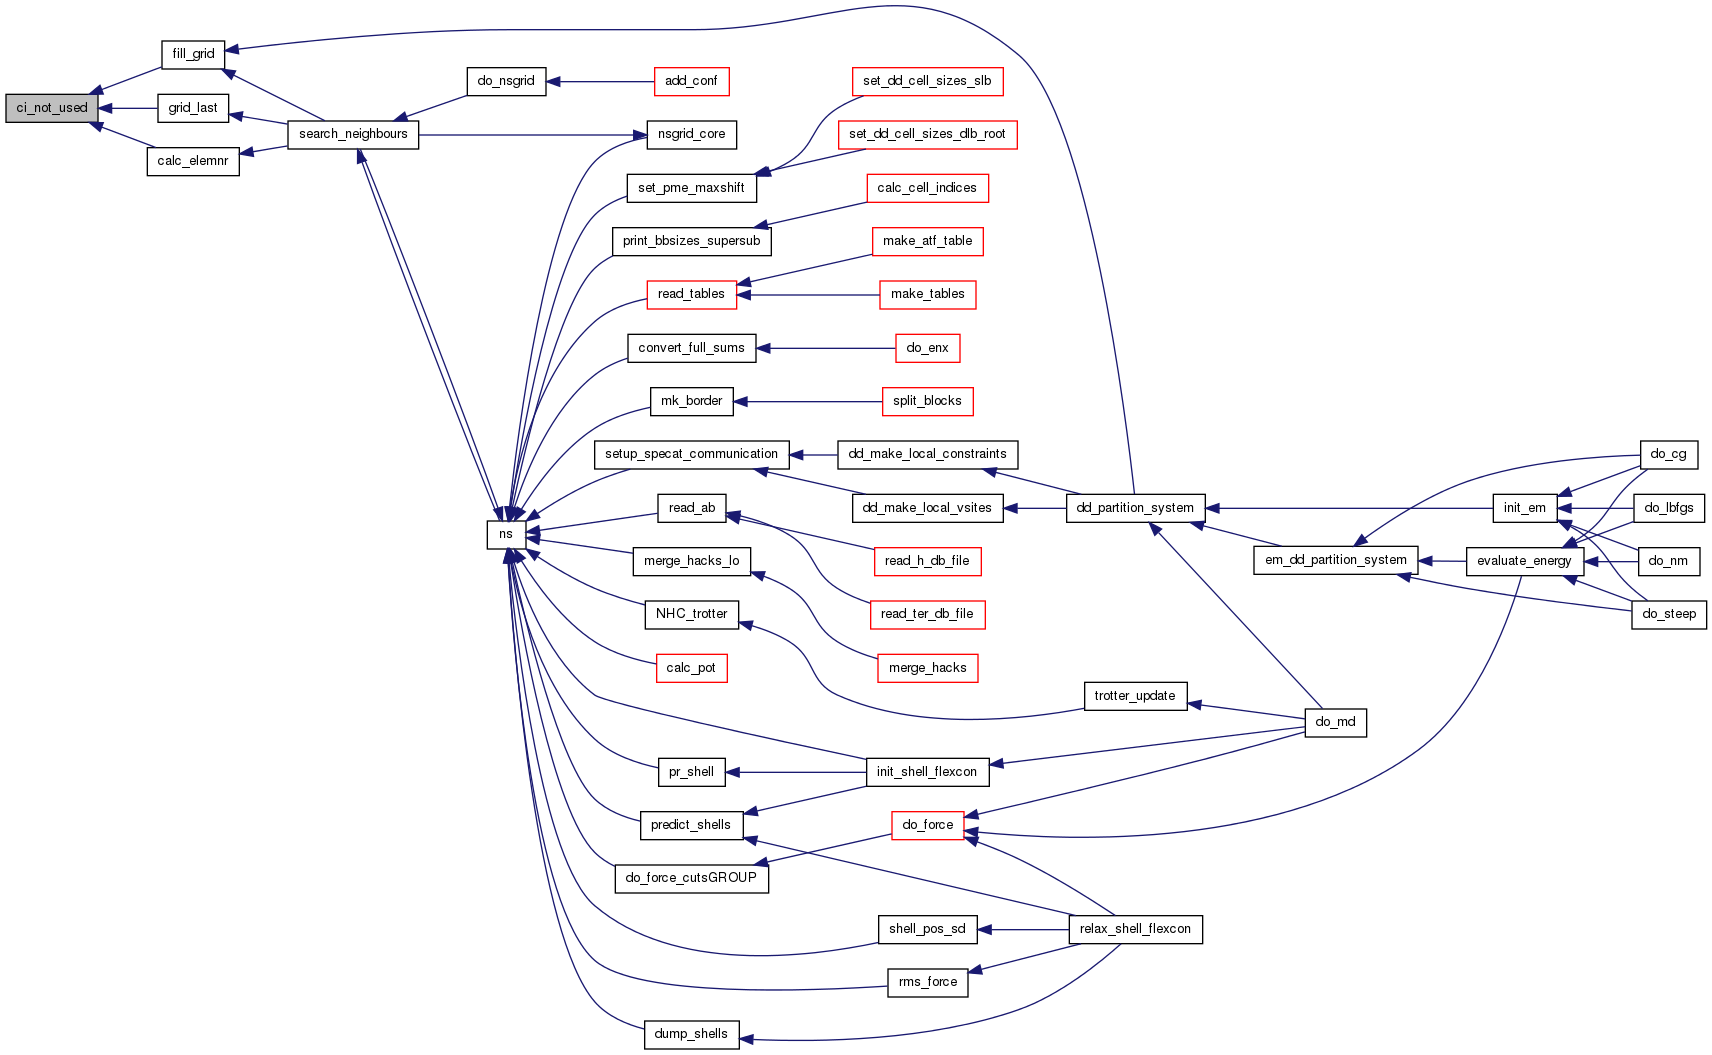 ci_not_used
fill_grid
grid_last
calc_elemnr
search_neighbours
do_nsgrid
add_conf
nsgrid_core
ns
set_pme_maxshift
set_dd_cell_sizes_slb
set_dd_cell_sizes_dlb_root
print_bbsizes_supersub
calc_cell_indices
read_tables
make_atf_table
make_tables
convert_full_sums
do_enx
mk_border
split_blocks
setup_specat_communication
dd_make_local_constraints
dd_make_local_vsites
dd_partition_system
read_ab
read_h_db_file
read_ter_db_file
merge_hacks_lo
merge_hacks
NHC_trotter
trotter_update
calc_pot
pr_shell
init_shell_flexcon
predict_shells
do_force_cutsGROUP
do_force
shell_pos_sd
rms_force
dump_shells
relax_shell_flexcon
do_md
em_dd_partition_system
init_em
evaluate_energy
do_cg
do_lbfgs
do_nm
do_steep